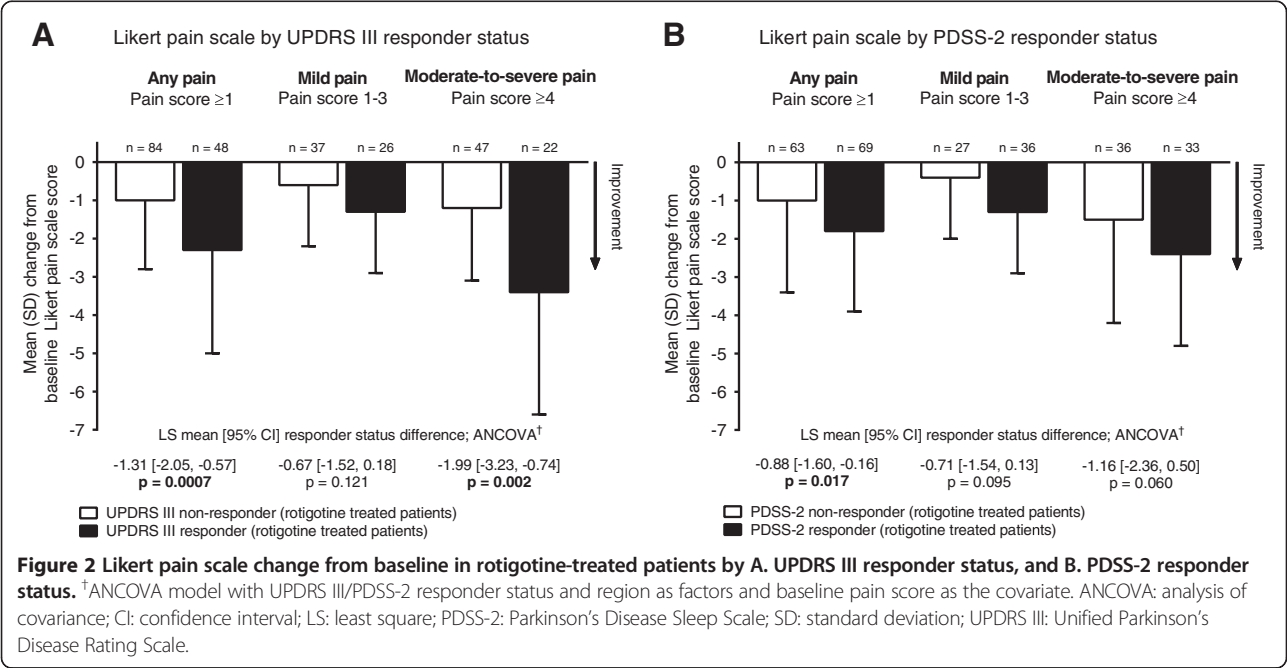 A Likert pain scale by UPDRS III responder status
Any pain Mild pain Moderate-to-severe pain
Pain score ≥1 Pain score 1-3 Pain score ≥4
n = 84 n = 48 n = 37 n = 26 n = 47 n = 22
0
-1
-2
-3
-4
-5
-6
-7
Mean (SD) change from
baseline Likert pain scale score
Improvement
LS mean [95% CI] responder status difference; ANCOVA†
-1.31 [-2.05, -0.57] -0.67 [-1.52, 0.18] -1.99 [-3.23, -0.74]
p = 0.0007 p = 0.121 p = 0.002
UPDRS III non-responder (rotigotine treated patients)
UPDRS III responder (rotigotine treated patients)
B Likert pain scale by PDSS-2 responder status
Any pain Mild pain Moderate-to-severe pain
Pain score ≥1 Pain score 1-3 Pain score ≥4
n = 63 n = 69 n = 27 n = 36 n = 36 n = 33
0
-1
-2
-3
-4
-5
-6
-7
Mean (SD) change from
baseline Likert pain scale score
Improvement
LS mean [95% CI] responder status difference; ANCOVA†
-0.88 [-1.60, -0.16] -0.71 [-1.54, 0.13] -1.16 [-2.36, 0.50]
p = 0.017 p = 0.095 p = 0.060
PDSS-2 non-responder (rotigotine treated patients)
PDSS-2 responder (rotigotine treated patients)
Figure 2 Likert pain scale change from baseline in rotigotine-treated patients by A. UPDRS III responder status, and B. PDSS-2 responder
status. †ANCOVA model with UPDRS III/PDSS-2 responder status and region as factors and baseline pain score as the covariate. ANCOVA: analysis of
covariance; CI: confidence interval; LS: least square; PDSS-2: Parkinson's Disease Sleep Scale; SD: standard deviation; UPDRS III: Unified Parkinson's
Disease Rating Scale.